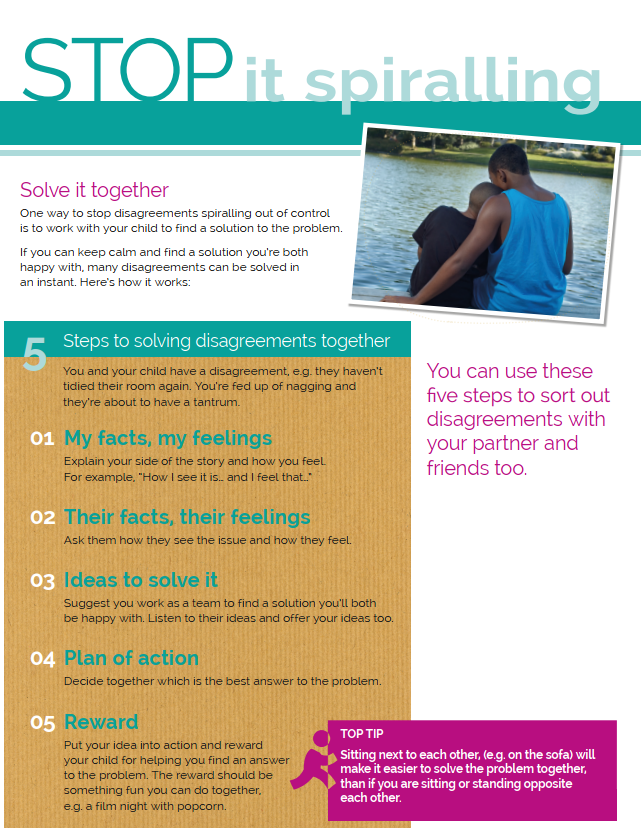 STOP it spiralling
Solve it together
One way to stop disagreements spiralling out of control
is to work with your child to find a solution to the problem.
If you can keep calm and find a solution you're both
happy with, many disagreements can be solved in
an instant. Here's how it works:
5 Steps to solving disagreements together
You and your child have a disagreement, e.g. they haven't
tidied their room again. You're fed up of nagging and
they're about to have a tantrum.
01 My facts, my feelings
Explain your side of the story and how you feel.
For example, "How I see it is... and I feel that..."
02 Their facts, their feelings
Ask them how they see the issue and how they feel.
03 Ideas to solve it
Suggest you work as a team to find a solution you'll both
be happy with. Listen to their ideas and offer your ideas too.
04 Plan of action
Decide together which is the best answer to the problem.
05 Reward
Put your idea into action and reward
your child for helping you find an answer
to the problem. The reward should be
something fun you can do together,
e.g. a film night with popcorn.
You can use these
five steps to sort out
disagreements with
your partner and
friends too.
TOP TIP
Sitting next to each other, (e.g. on the sofa) will
make it easier to solve the problem together,
than if you are sitting or standing opposite
each other.